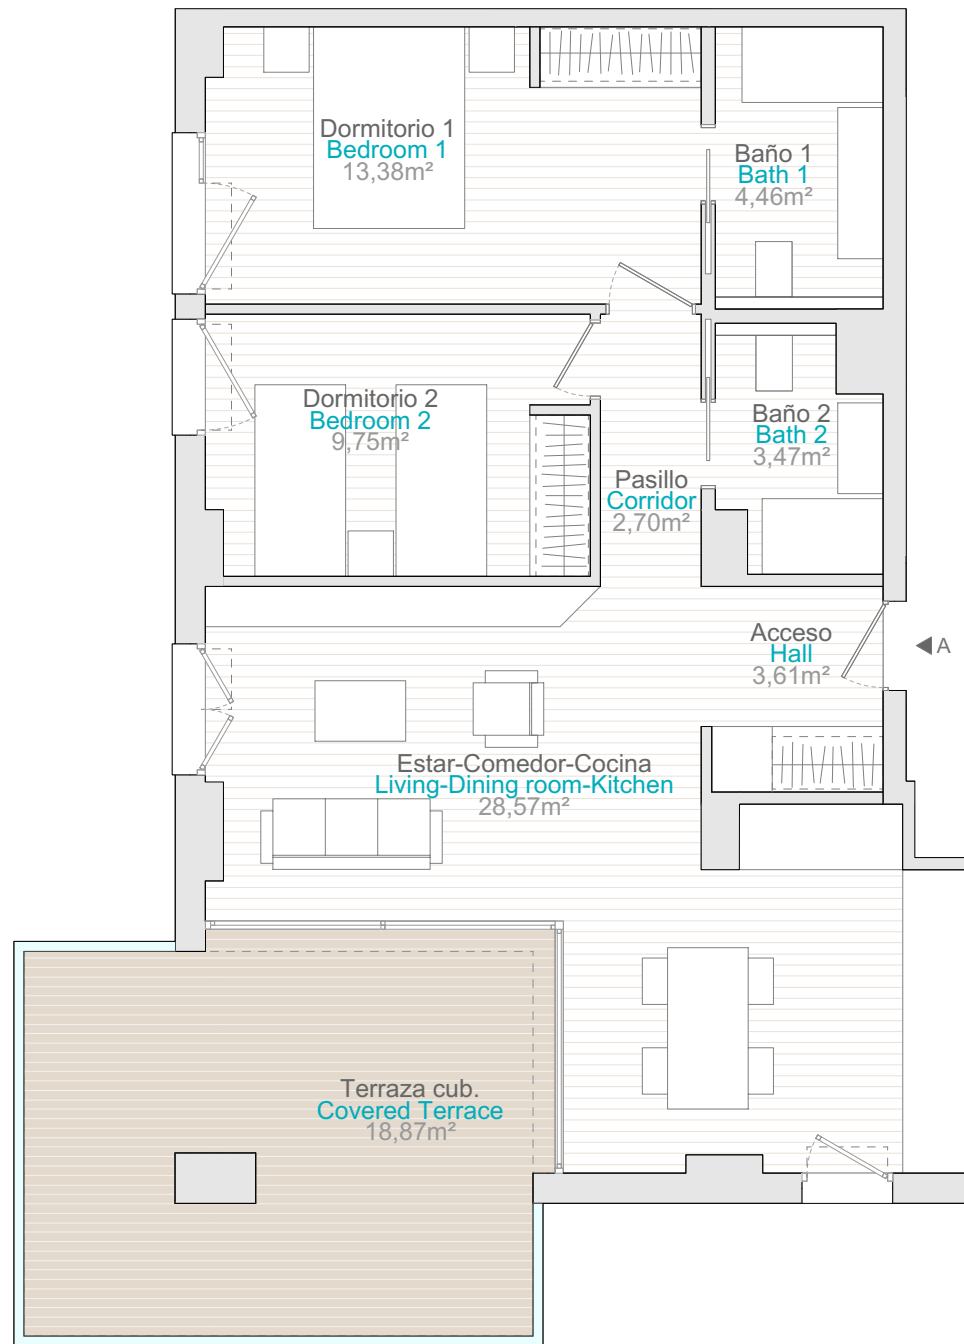 Dormitorio 1
Bedroom 1
13,38m²
Baño 1
Bath 1
4,46m²
Dormitorio 2
Bedroom 2
9,75m²
Baño 2
Bath 2
3,47m²
Pasillo
Corridor
2,70m²
Acceso
Hall
3,61m²
A
Estar-Comedor-Cocina
Living-Dining room-Kitchen
28,57m²
Terraza cub.
Covered Terrace
18,87m²